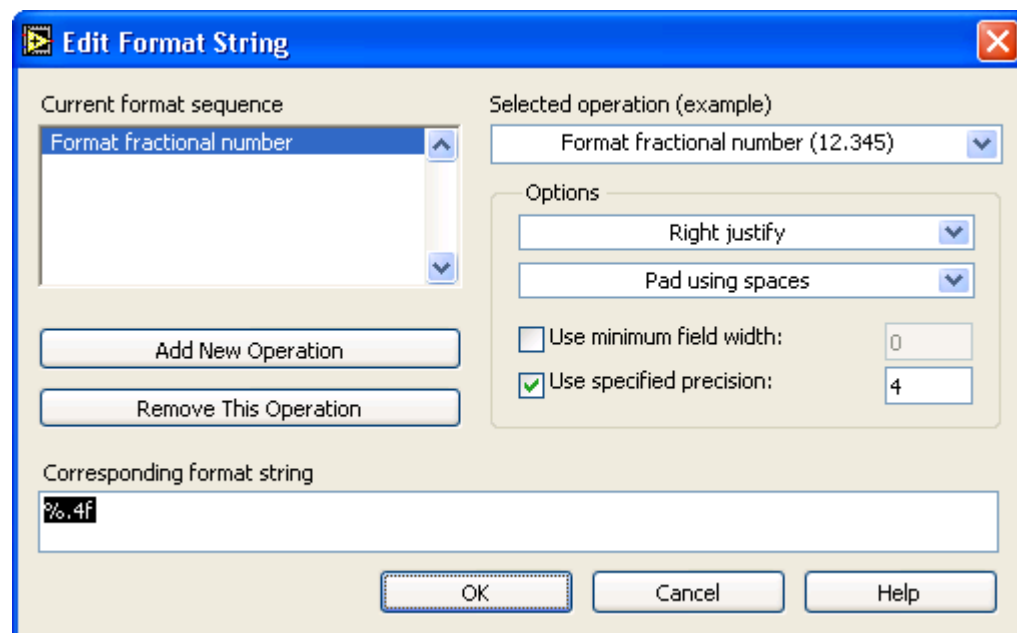 Edit Format String
Current format sequence
Format fractional number
Selected operation (example)
Format fractional number (12.345)
Options
Right justify
Pad using spaces
Use minimum field width: 0
Use specified precision: 4
Add New Operation
Remove This Operation
Corresponding format string
%.4f
OK Cancel Help